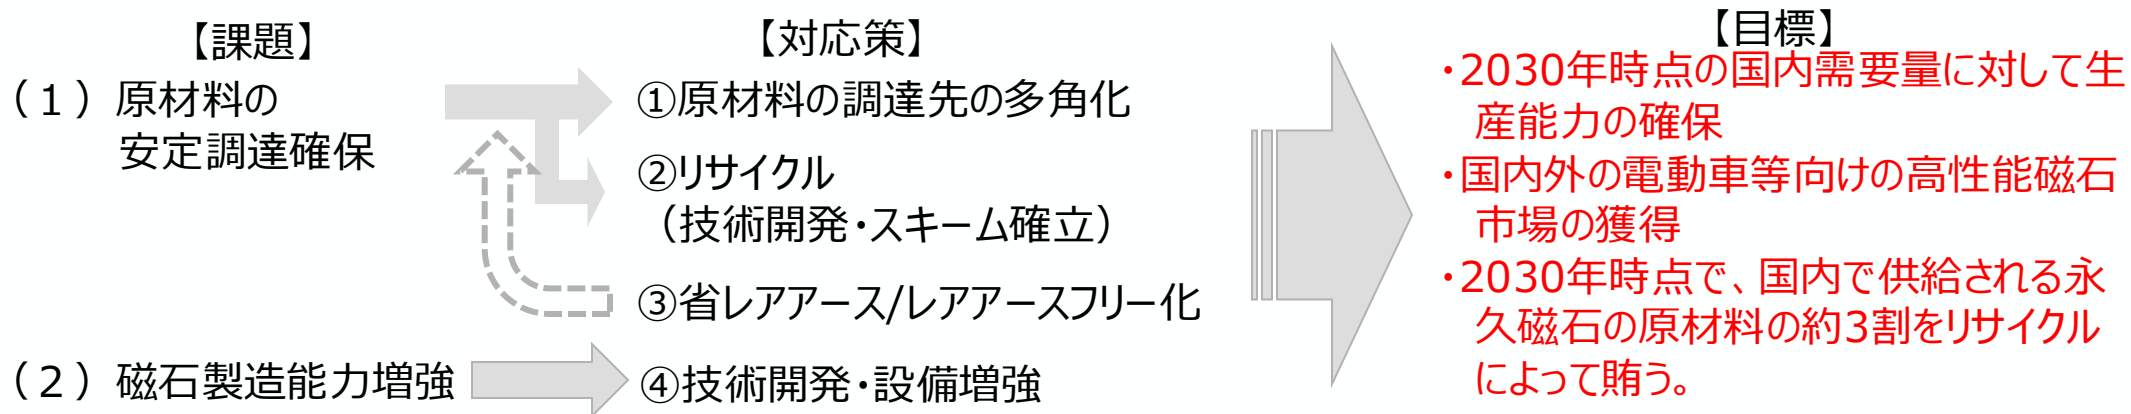 【課題】
（1）原材料の
安定調達確保
（2）磁石製造能力増強
【対応策】
①原材料の調達先の多角化
②リサイクル
（技術開発・スキーム確立）
③省レアアース/レアアースフリー化
④技術開発・設備増強
【目標】
・2030年時点の国内需要量に対して生
産能力の確保
・国内外の電動車等向けの高性能磁石
市場の獲得
・2030年時点で、国内で供給される永
久磁石の原材料の約3割をリサイクル
によって賄う。